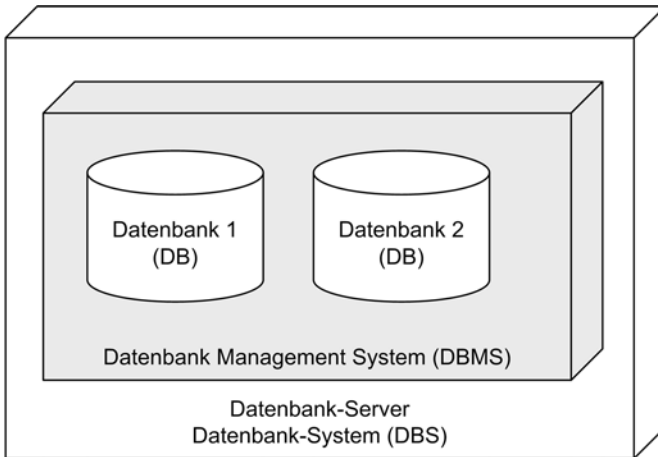 Datenbank 1
(DB)
Datenbank 2
(DB)
Datenbank Management System (DBMS)
Datenbank-Server
Datenbank-System (DBS)